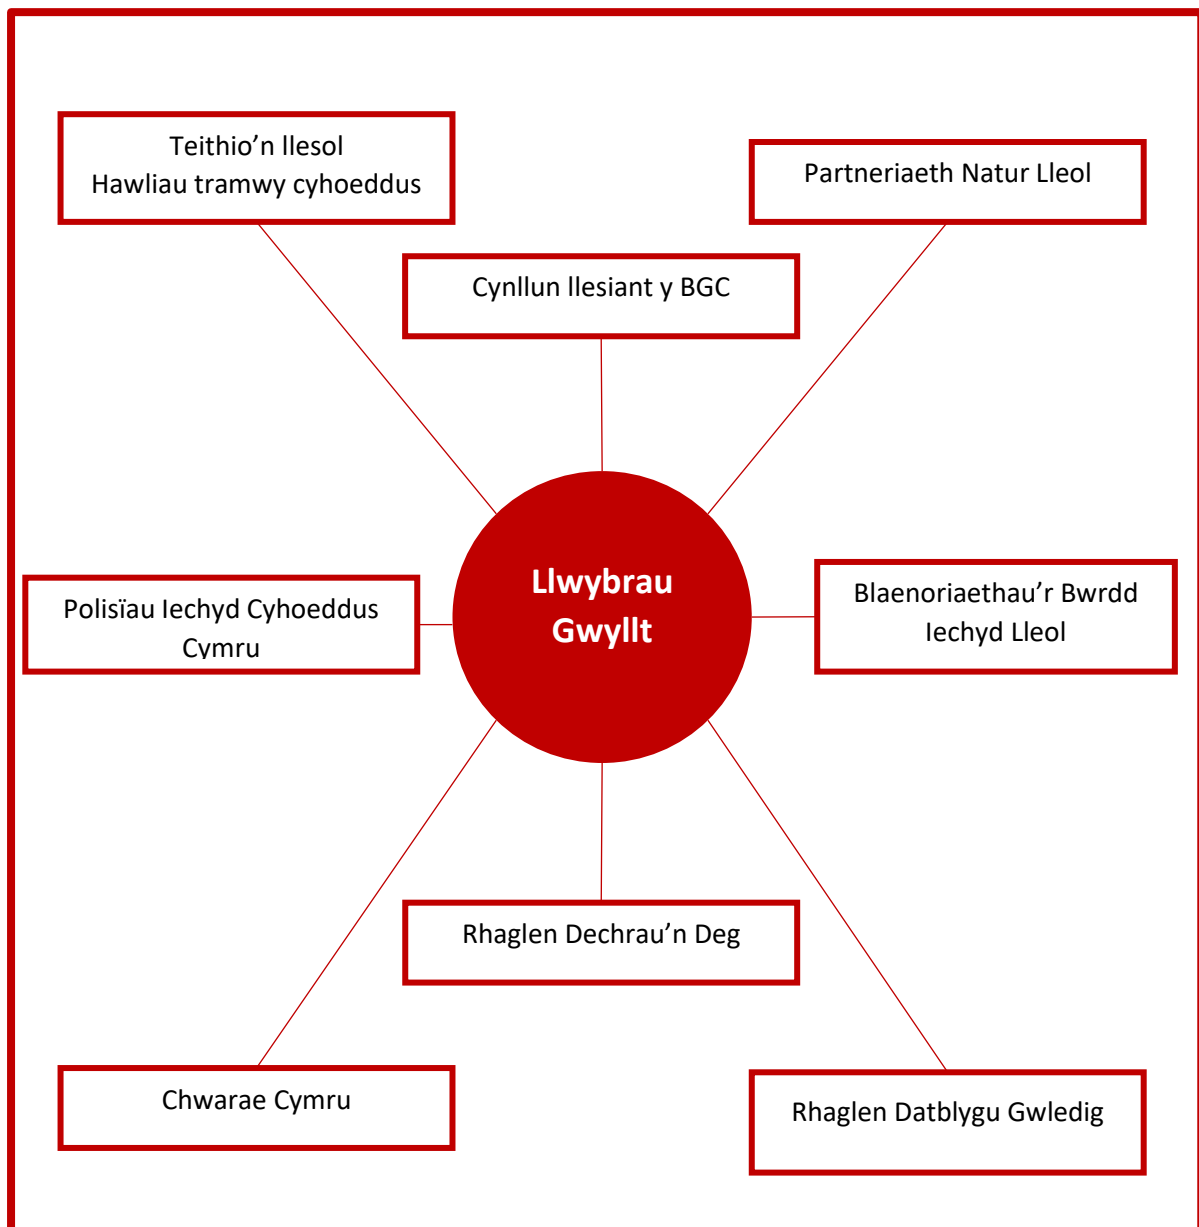 Teithio’n llesol
Hawliau tramwy cyhoeddus
Partneriaeth Natur Lleol
Cynllun llesiant y BGC
Llwybrau
Gwyllt
Polisïau Iechyd Cyhoeddus
Cymru
Blaenoriaethau'r Bwrdd
Iechyd Lleol
Rhaglen Dechrau’n Deg
Chwarae Cymru
Rhaglen Datblygu Gwledig